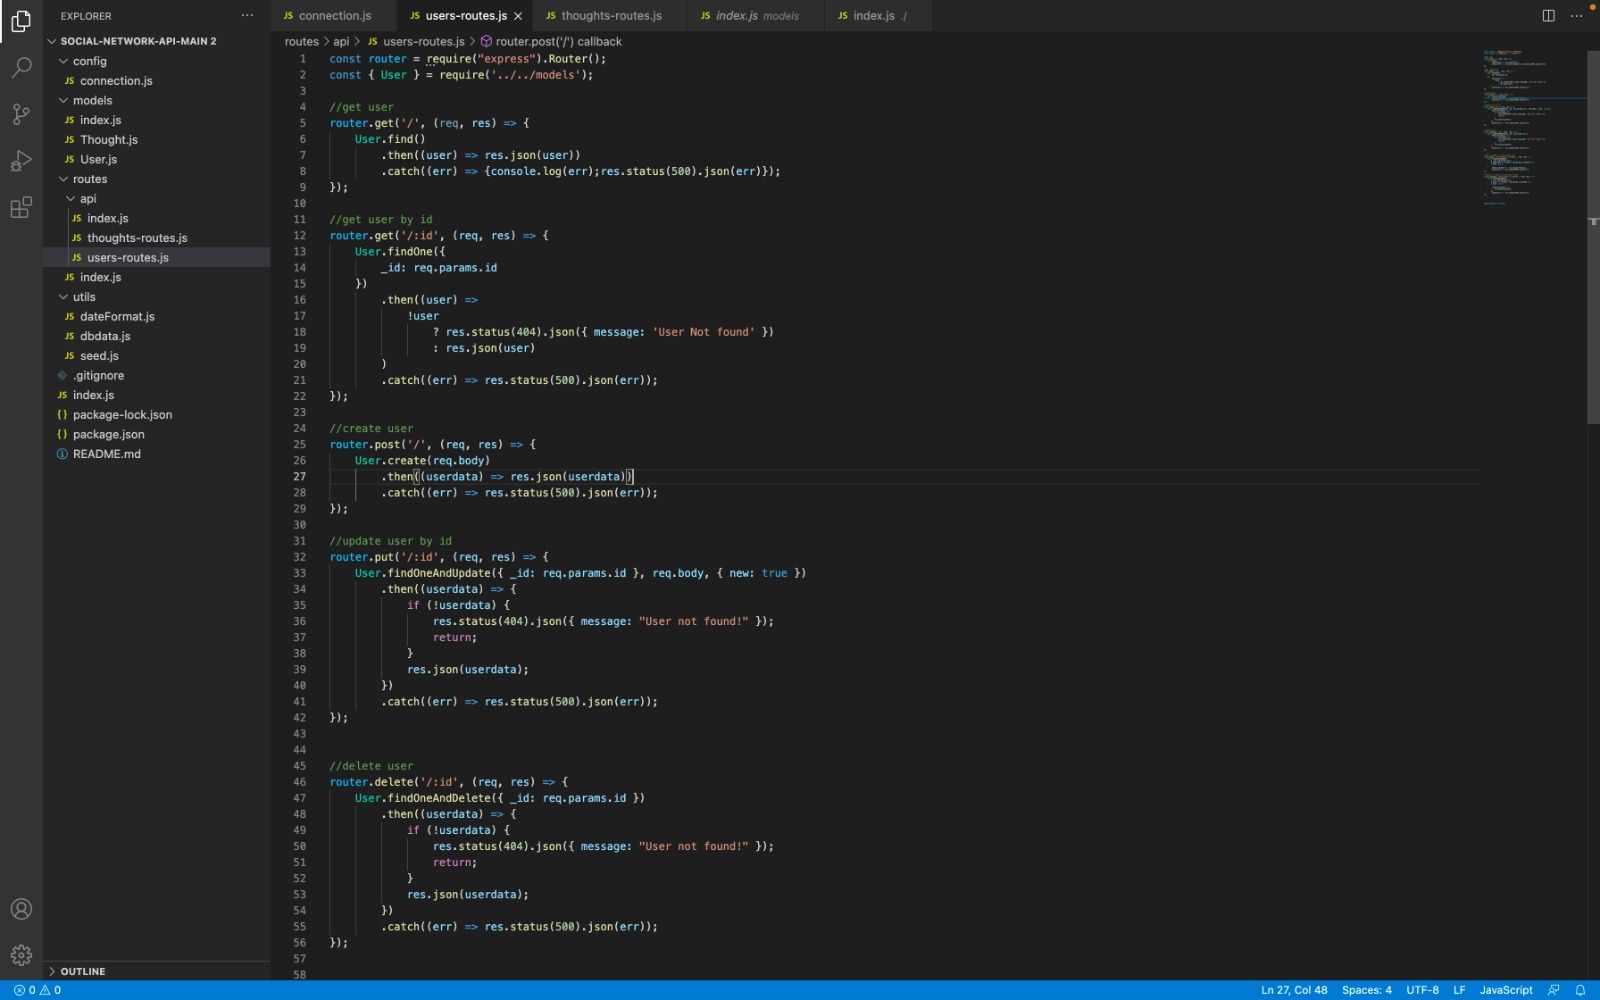 EXPLORER
SOCIAL-NETWORK-API-MAIN 2
config
JS connection.js
models
JS index.js
JS Thought.js
JS User.js
routes
api
JS index.js
JS thoughts-routes.js
JS users-routes.js
JS index.js
utils
JS dateFormat.js
JS dbdata.js
JS seed.js
.gitignore
JS index.js
{} package-lock.json
{} package.json
README.md
OUTLINE
JS connection.js
JS users-routes.js
JS thoughts-routes.js
JS index.js models
JS index.js ./
routes > api > JS users-routes.js > router.post('/') callback
1 const router = require("express").Router();
2 const { User } = require('../../models');
3
4 //get user
5 router.get('/', (req, res) => {
6 User.find()
7 .then((user) => res.json(user))
8 .catch((err) => {console.log(err);res.status(500).json(err)});
9 });
10
11 //get user by id
12 router.get('/:id', (req, res) => {
13 User.findOne({
14 _id: req.params.id
15 })
16 .then((user) =>
17 !user
18 ? res.status(404).json({ message: 'User Not found' })
19 : res.json(user)
20 )
21 .catch((err) => res.status(500).json(err));
22 });
23
24 //create user
25 router.post('/', (req, res) => {
26 User.create(req.body)
27 .then((userdata) => res.json(userdata))
28 .catch((err) => res.status(500).json(err));
29 });
30
31 //update user by id
32 router.put('/:id', (req, res) => {
33 User.findOneAndUpdate({ _id: req.params.id }, req.body, { new: true })
34 .then((userdata) => {
35 if (!userdata) {
36 res.status(404).json({ message: "User not found!" });
37 return;
38 }
39 res.json(userdata);
40 })
41 .catch((err) => res.status(500).json(err));
42 });
43
44
45 //delete user
46 router.delete('/:id', (req, res) => {
47 User.findOneAndDelete({ _id: req.params.id })
48 .then((userdata) => {
49 if (!userdata) {
50 res.status(404).json({ message: "User not found!" });
51 return;
52 }
53 res.json(userdata);
54 })
55 .catch((err) => res.status(500).json(err));
56 });
57
58
0 0
Ln 27, Col 48 Spaces: 4 UTF-8 LF JavaScript